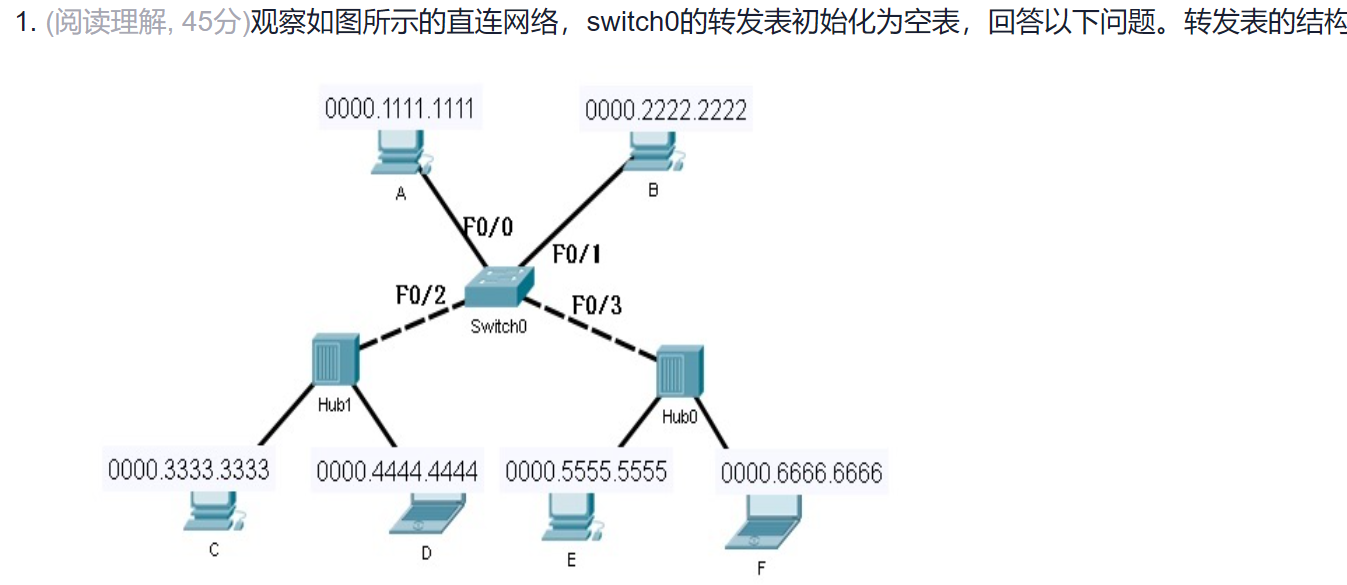 1. (阅读理解, 45分)观察如图所示的直连网络，switch0的转发表初始化为空表，回答以下问题。转发表的结构
0000.1111.1111
0000.2222.2222
A
B
F0/0
F0/1
F0/2
F0/3
Switch0
Hub1
Hub0
0000.3333.3333
0000.4444.4444
0000.5555.5555
0000.6666.6666
C
D
E
F